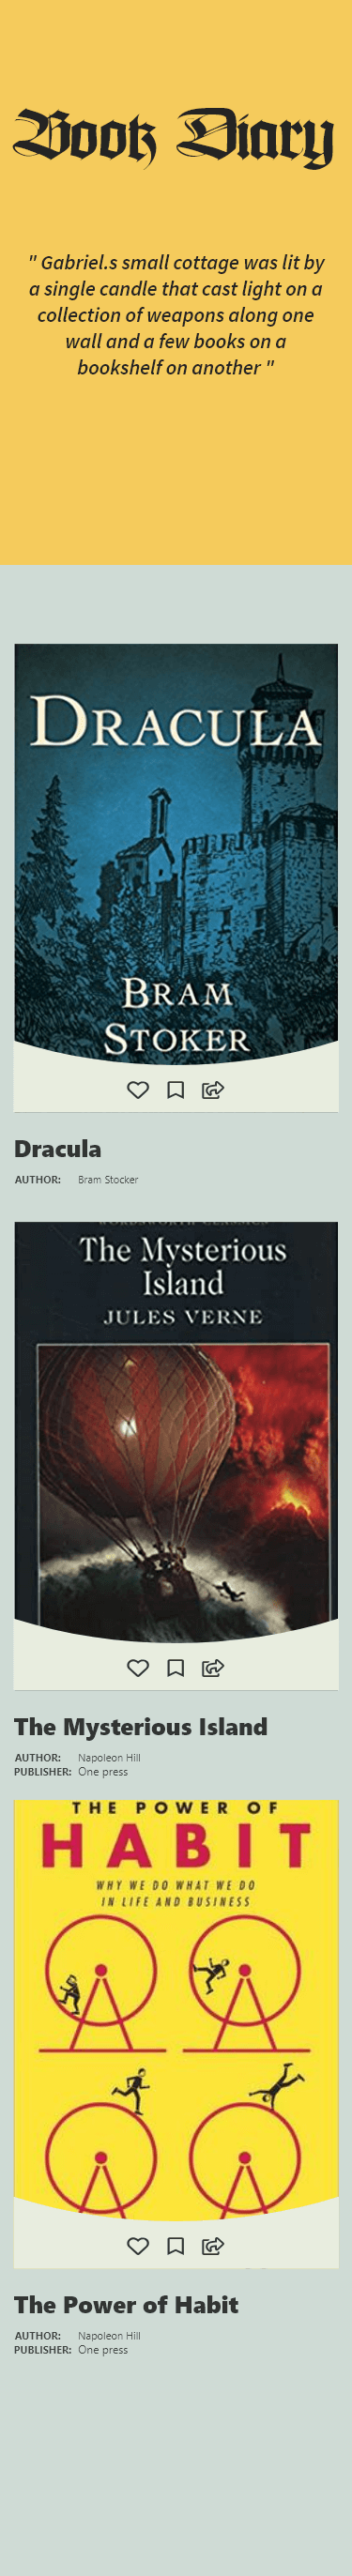 Book Diary
" Gabriel.s small cottage was lit by
a single candle that cast light on a
collection of weapons along one
wall and a few books on a
bookshelf on another "
DRACULA
BRAM
STOKER
Dracula
AUTHOR: Bram Stocker
WORDSWORTH CLASSICS
The Mysterious
Island
JULES VERNE
The Mysterious Island
AUTHOR: Napoleon Hill
PUBLISHER: One press
THE POWER OF
HABIT
WHY WE DO WHAT WE DO
IN LIFE AND BUSINESS
The Power of Habit
AUTHOR: Napoleon Hill
PUBLISHER: One press